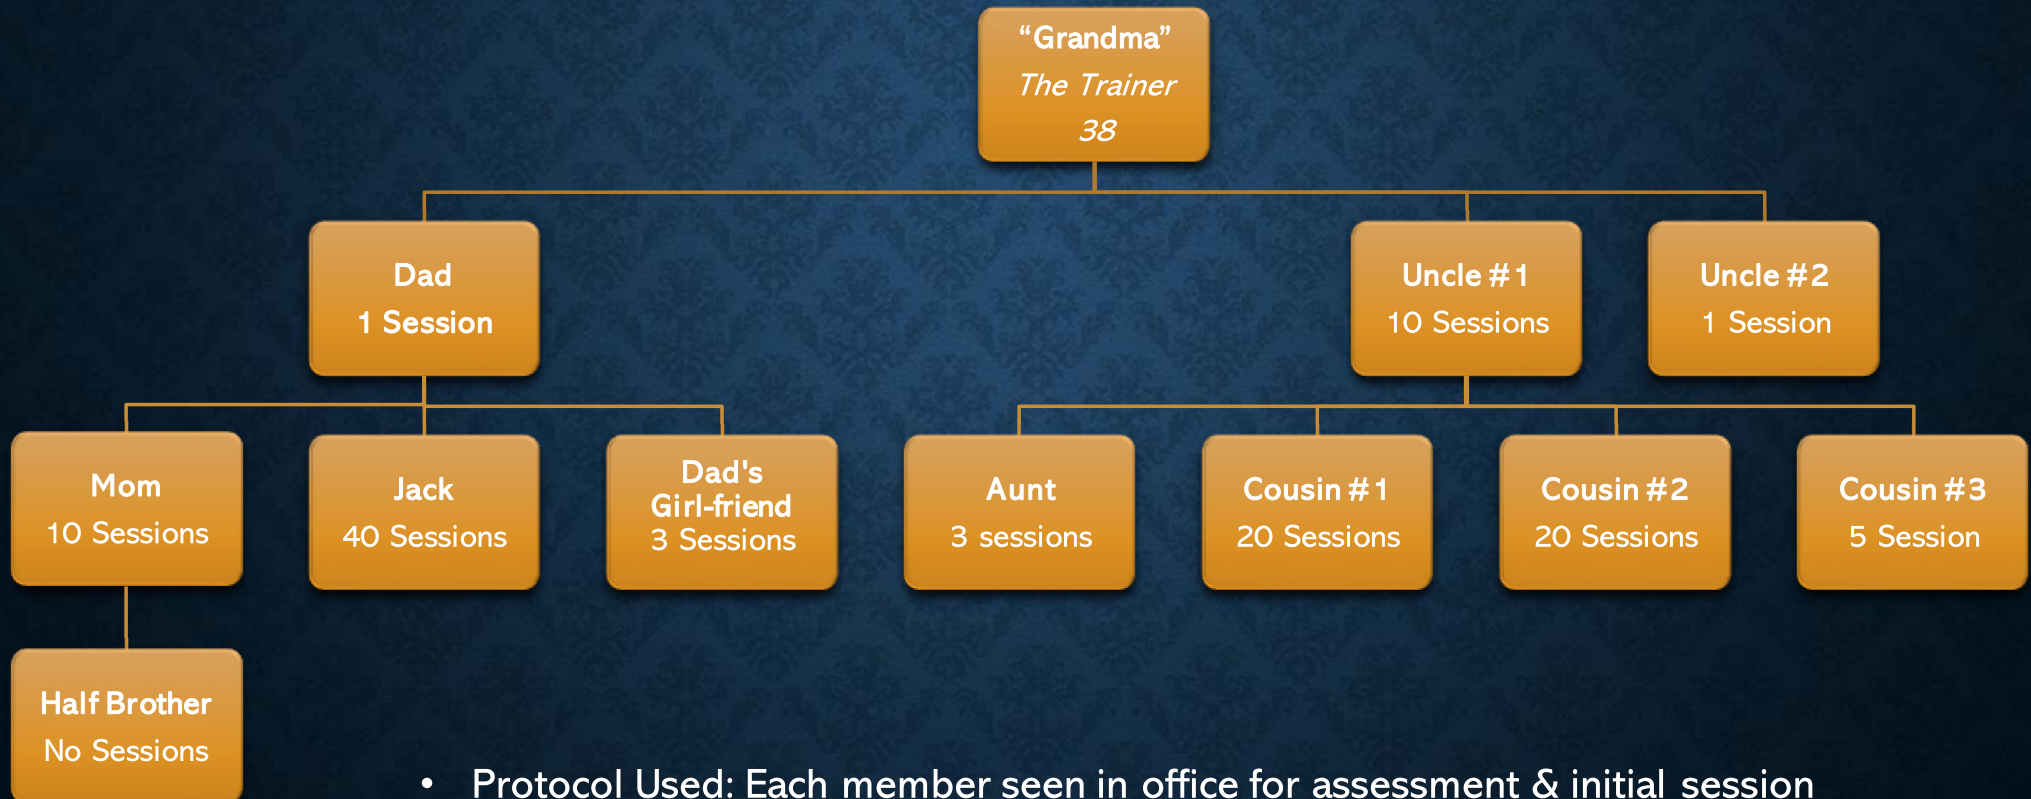 “Grandma”
The Trainer
38
Dad
1 Session
Uncle #1
10 Sessions
Uncle #2
1 Session
Mom
10 Sessions
Jack
40 Sessions
Dad's
Girl-friend
3 Sessions
Aunt
3 sessions
Cousin #1
20 Sessions
Cousin #2
20 Sessions
Cousin #3
5 Session
Half Brother
No Sessions
• Protocol Used: Each member seen in office for assessment & initial session